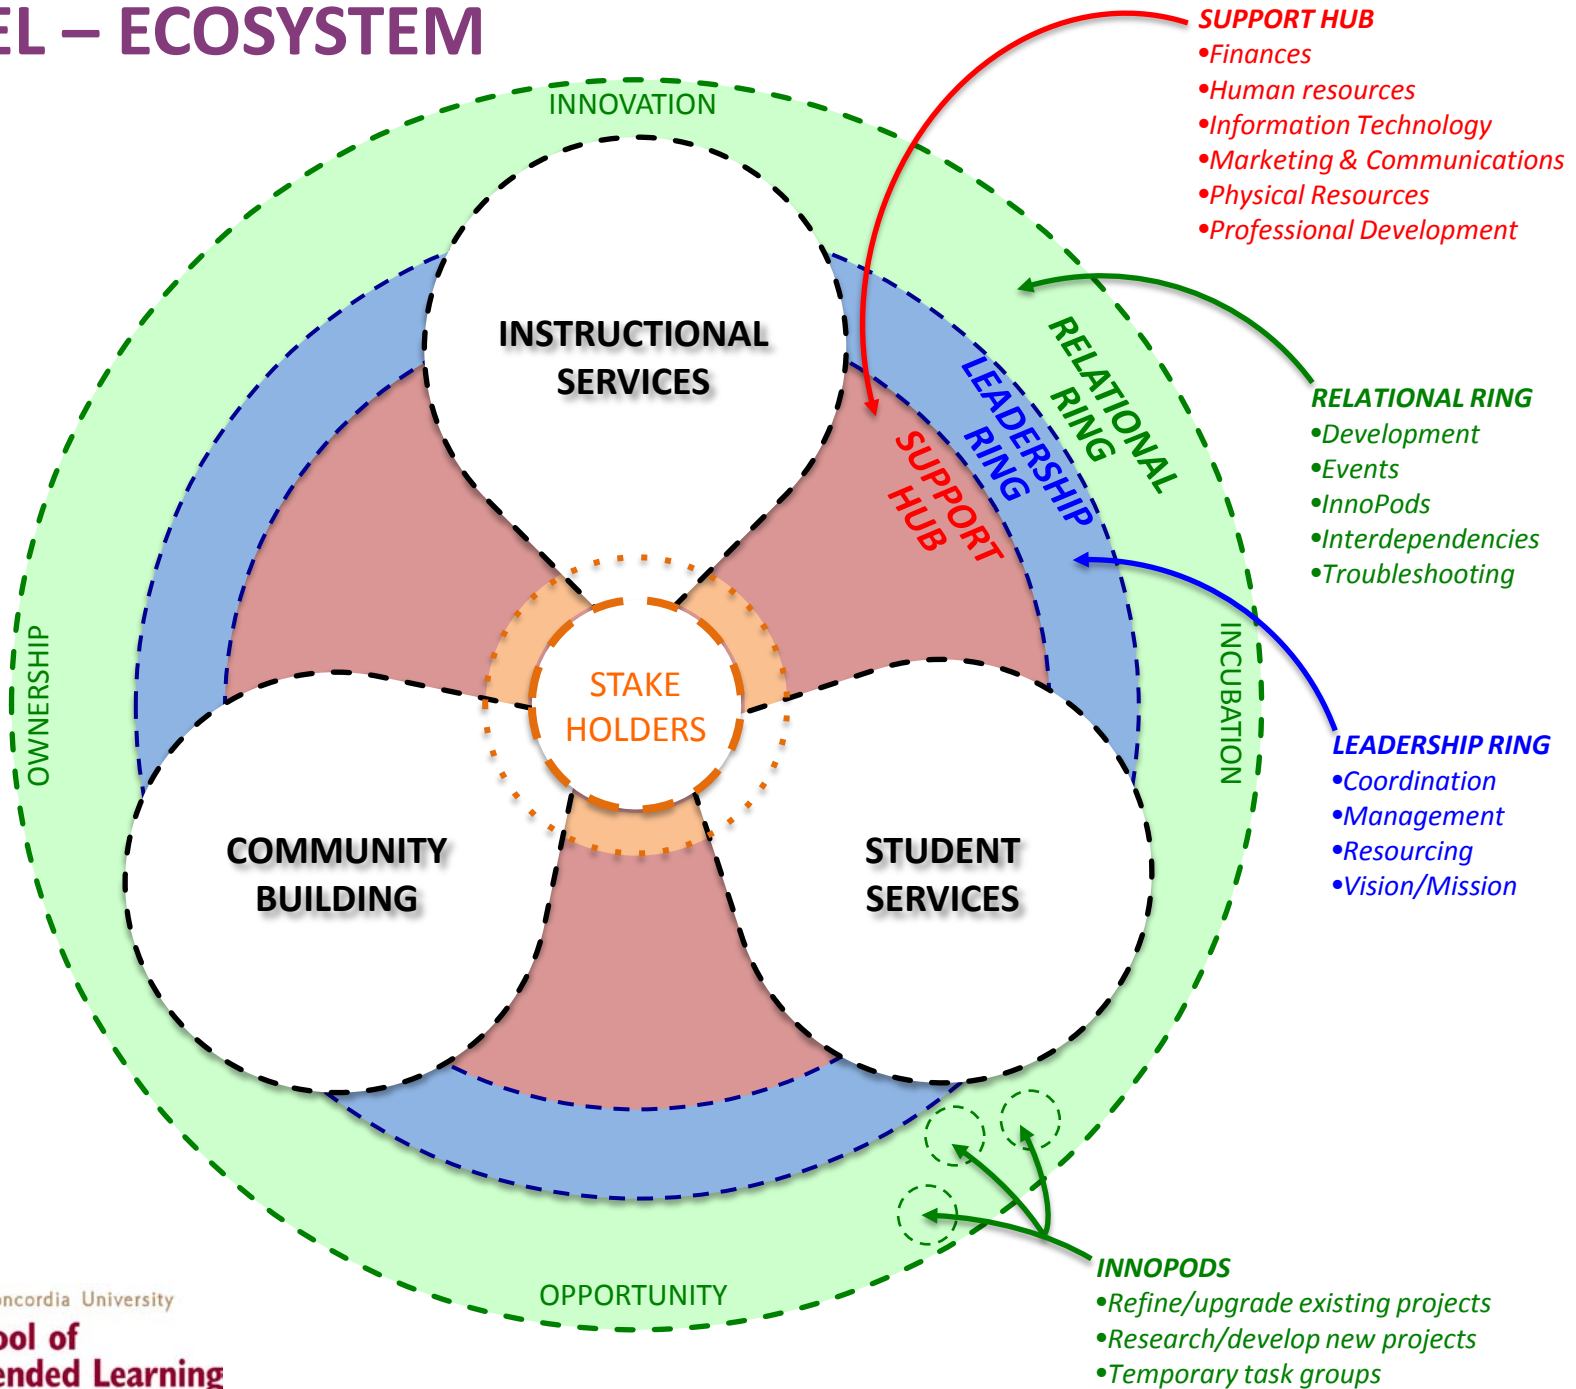 EL – ECOSYSTEM
SUPPORT HUB
•Finances
•Human resources
•Information Technology
•Marketing & Communications
•Physical Resources
•Professional Development
INNOVATION
INSTRUCTIONAL
SERVICES
RELATIONAL
RING
LEADERSHIP
RING
SUPPORT
HUB
RELATIONAL RING
•Development
•Events
•InnoPods
•Interdependencies
•Troubleshooting
OWNERSHIP
STAKE
HOLDERS
INCUBATION
LEADERSHIP RING
•Coordination
•Management
•Resourcing
•Vision/Mission
COMMUNITY
BUILDING
STUDENT
SERVICES
OPPORTUNITY
INNOPODS
•Refine/upgrade existing projects
•Research/develop new projects
•Temporary task groups
oncordia University
ool of
ended Learning